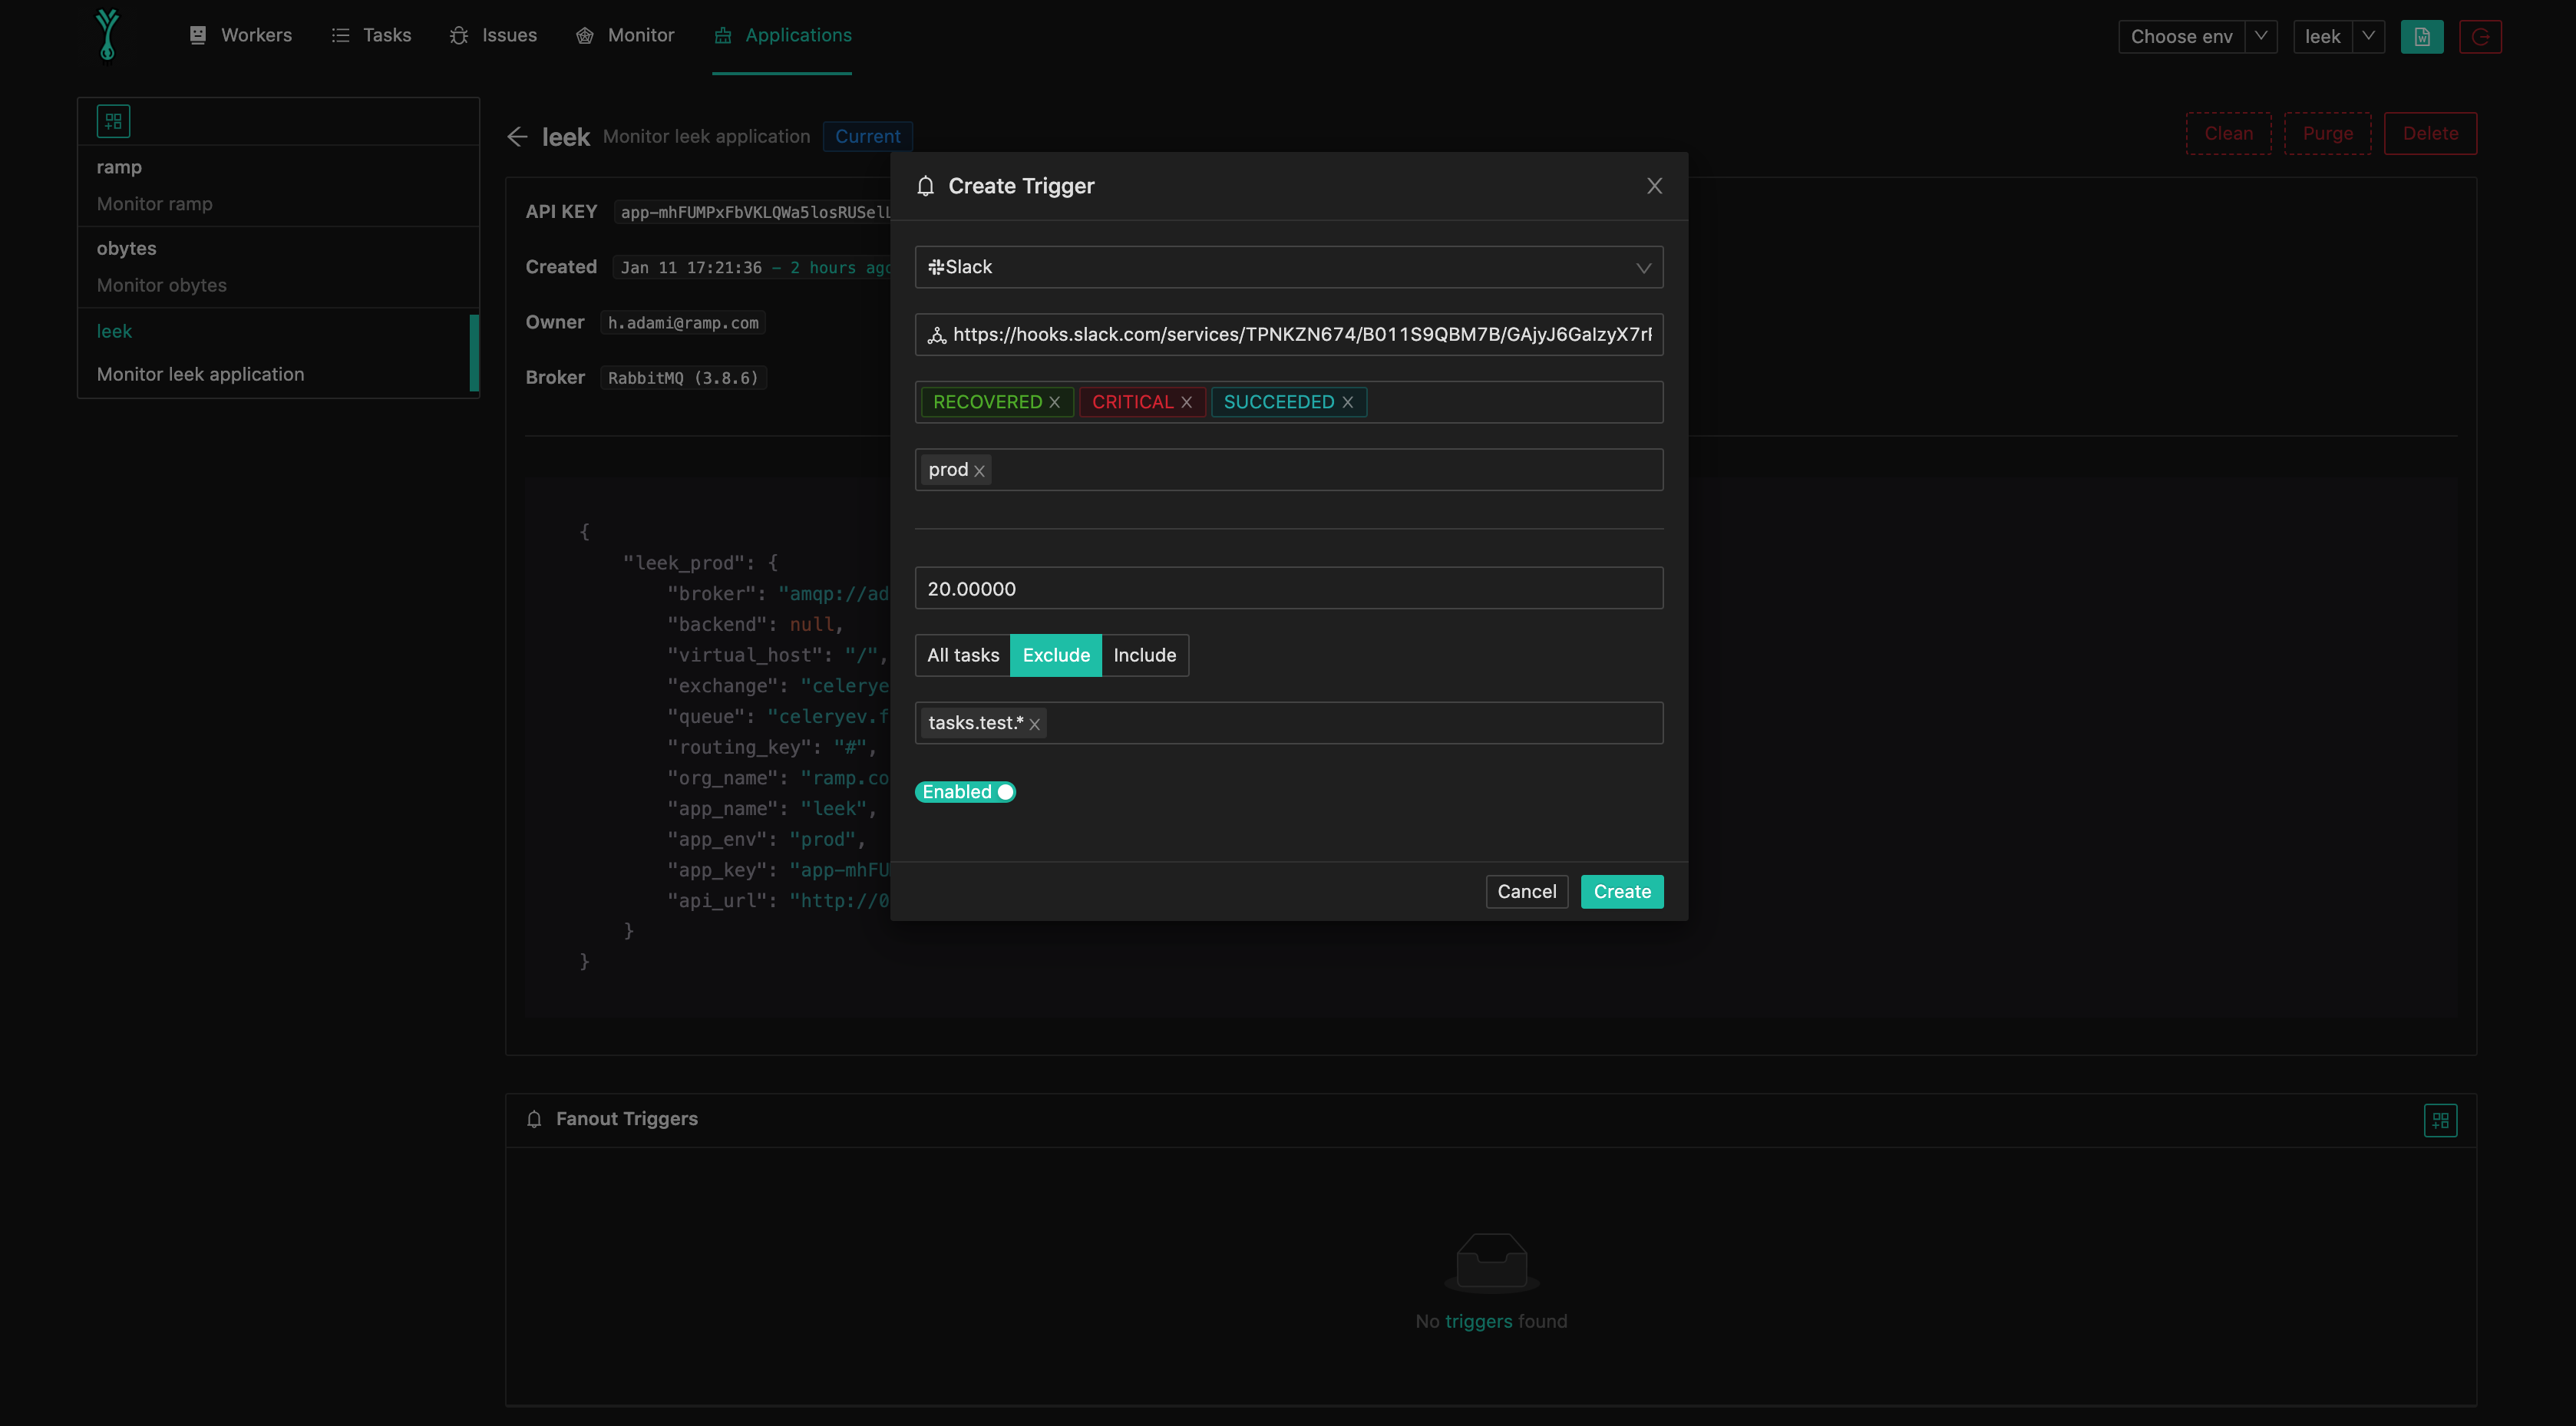 Workers Tasks Issues Monitor Applications Choose env leek
ramp
Monitor ramp
obytes
Monitor obytes
leek
Monitor leek application
leek Monitor leek application Current Clean Purge Delete
API KEY app-mhFUMPxFbVKLQWa5losRUSelL
Created Jan 11 17:21:36 - 2 hours ago
Owner h.adami@ramp.com
Broker RabbitMQ (3.8.6)
{
"leek_prod": {
"broker": "amqp://ad
"backend": null,
"virtual_host": "/",
"exchange": "celeryev
"queue": "celeryev.f
"routing_key": "#",
"org_name": "ramp.co
"app_name": "leek",
"app_env": "prod",
"app_key": "app-mhFU
"api_url": "http://0
}
}
Create Trigger
Slack
https://hooks.slack.com/services/TPNKZN674/B011S9QBM7B/GAjyJ6GalzyX7r
RECOVERED CRITICAL SUCCEEDED
prod
20.00000
All tasks Exclude Include
tasks.test.*
Enabled
Cancel Create
Fanout Triggers
No triggers found